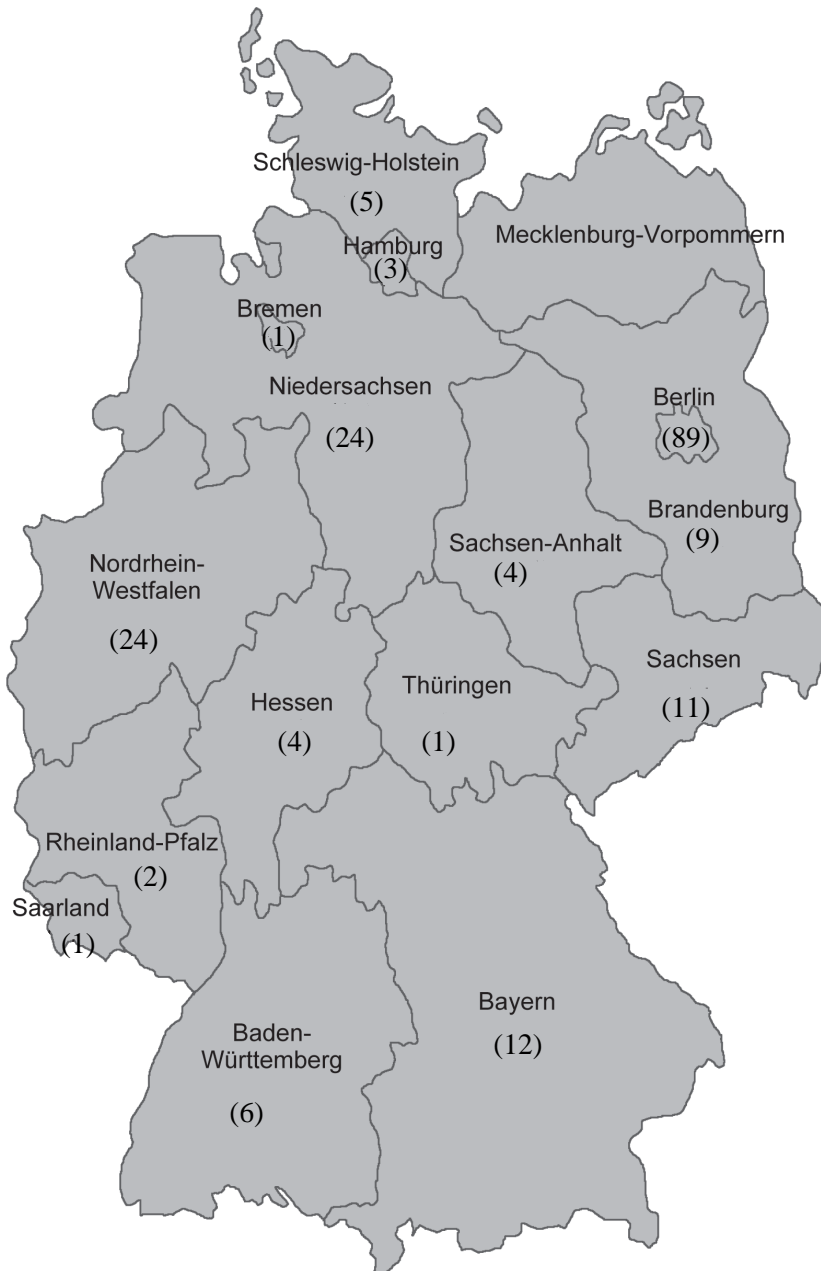 Schleswig-Holstein
(5)
Hamburg
(3)
Mecklenburg-Vorpommern
Bremen
(1)
Niedersachsen
(24)
Berlin
(89)
Brandenburg
(9)
Sachsen-Anhalt
(4)
Nordrhein-
Westfalen
(24)
Sachsen
(11)
Thüringen
(1)
Hessen
(4)
Rheinland-Pfalz
(2)
Saarland
(1)
Bayern
(12)
Baden-
Württemberg
(6)